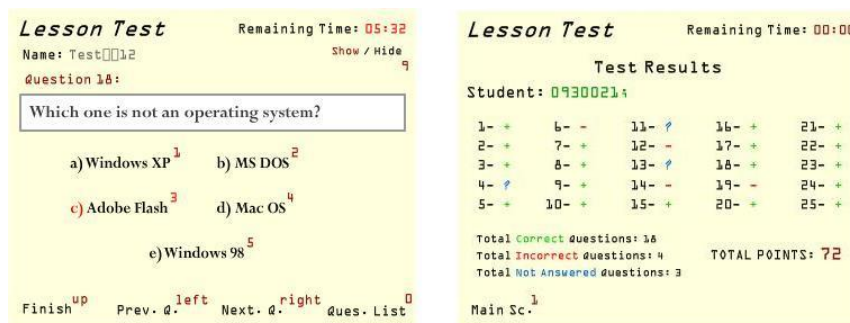 Lesson Test
Remaining Time: 05:32
Name: Test▯▯12
Show / Hide
9
Question 18:
Which one is not an operating system?
a) Windows XP 1
b) MS DOS 2
c) Adobe Flash 3
d) Mac OS 4
e) Windows 98 5
Finish up Prev. Q. left Next. Q. right Ques. List 0
Lesson Test
Remaining Time: 00:00
Test Results
Student: 0930021
1- + 6- - 11- ? 16- + 21- +
2- + 7- + 12- - 17- + 22- +
3- + 8- + 13- ? 18- + 23- +
4- ? 9- + 14- - 19- - 24- +
5- + 10- + 15- + 20- + 25- +
Total Correct Questions: 18
Total Incorrect Questions: 4
Total Not Answered Questions: 3
TOTAL POINTS: 72
Main Sc. 1